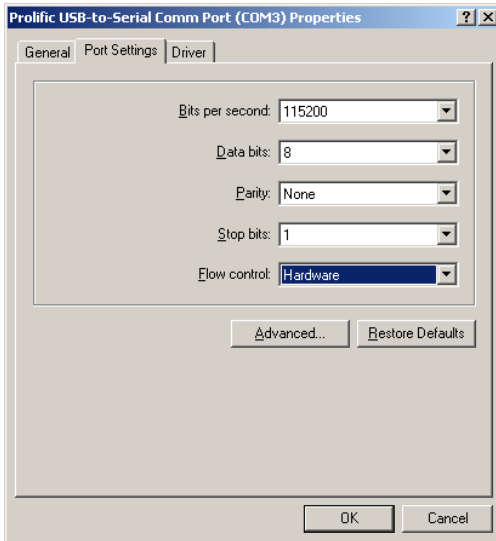 Prolific USB-to-Serial Comm Port (COM3) Properties
General Port Settings Driver
Bits per second: 115200
Data bits: 8
Parity: None
Stop bits: 1
Flow control: Hardware
Advanced... Restore Defaults
OK Cancel